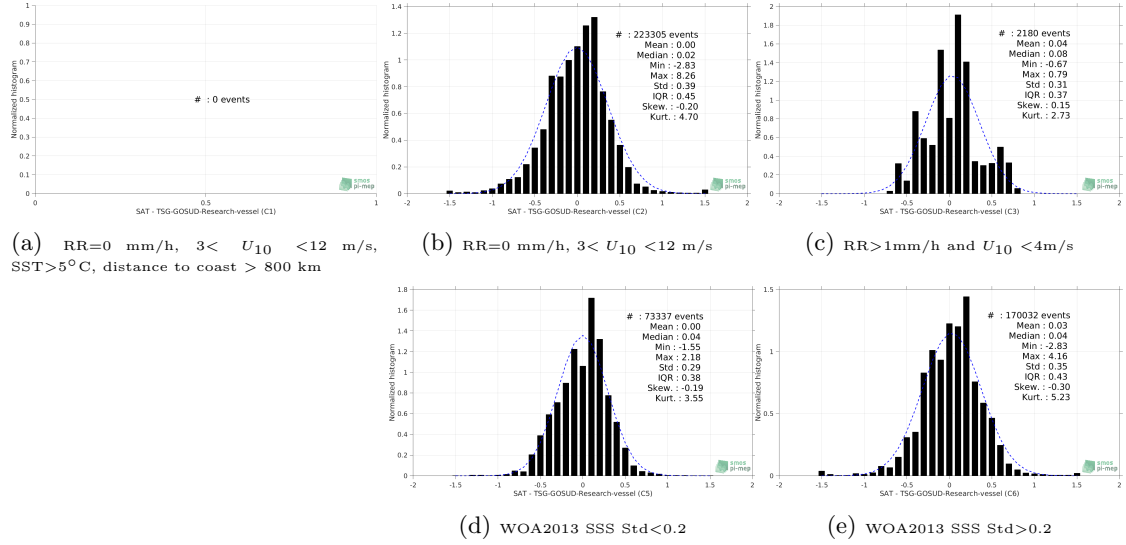 1
0.9
0.8
0.7
0.6
0.5
0.4
0.3
0.2
0.1
0
Normalized histogram
# : 0 events
smos
pi-mep
0 0.5 1
SAT - TSG-GOSUD-Research-vessel (C1)
(a) RR=0 mm/h, 3< U10 <12 m/s,
SST>5°C, distance to coast > 800 km
1.4
1.2
1
0.8
0.6
0.4
0.2
0
Normalized histogram
# : 223305 events
Mean : 0.00
Median : 0.02
Min : -2.83
Max : 8.26
Std : 0.39
IQR : 0.45
Skew. : -0.20
Kurt. : 4.70
smos
pi-mep
-2 -1.5 -1 -0.5 0 0.5 1 1.5 2
SAT - TSG-GOSUD-Research-vessel (C2)
(b) RR=0 mm/h, 3< U10 <12 m/s
2
1.8
1.6
1.4
1.2
1
0.8
0.6
0.4
0.2
0
Normalized histogram
# : 2180 events
Mean : 0.04
Median : 0.08
Min : -0.67
Max : 0.79
Std : 0.31
IQR : 0.37
Skew. : 0.15
Kurt. : 2.73
smos
pi-mep
-2 -1.5 -1 -0.5 0 0.5 1 1.5 2
SAT - TSG-GOSUD-Research-vessel (C3)
(c) RR>1mm/h and U10 <4m/s
1.8
1.6
1.4
1.2
1
0.8
0.6
0.4
0.2
0
Normalized histogram
# : 73337 events
Mean : 0.00
Median : 0.04
Min : -1.55
Max : 2.18
Std : 0.29
IQR : 0.38
Skew. : -0.19
Kurt. : 3.55
smos
pi-mep
-2 -1.5 -1 -0.5 0 0.5 1 1.5 2
SAT - TSG-GOSUD-Research-vessel (C5)
(d) WOA2013 SSS Std<0.2
1.5
1
0.5
0
Normalized histogram
# : 170032 events
Mean : 0.03
Median : 0.04
Min : -2.83
Max : 4.16
Std : 0.35
IQR : 0.43
Skew. : -0.30
Kurt. : 5.23
smos
pi-mep
-2 -1.5 -1 -0.5 0 0.5 1 1.5 2
SAT - TSG-GOSUD-Research-vessel (C6)
(e) WOA2013 SSS Std>0.2